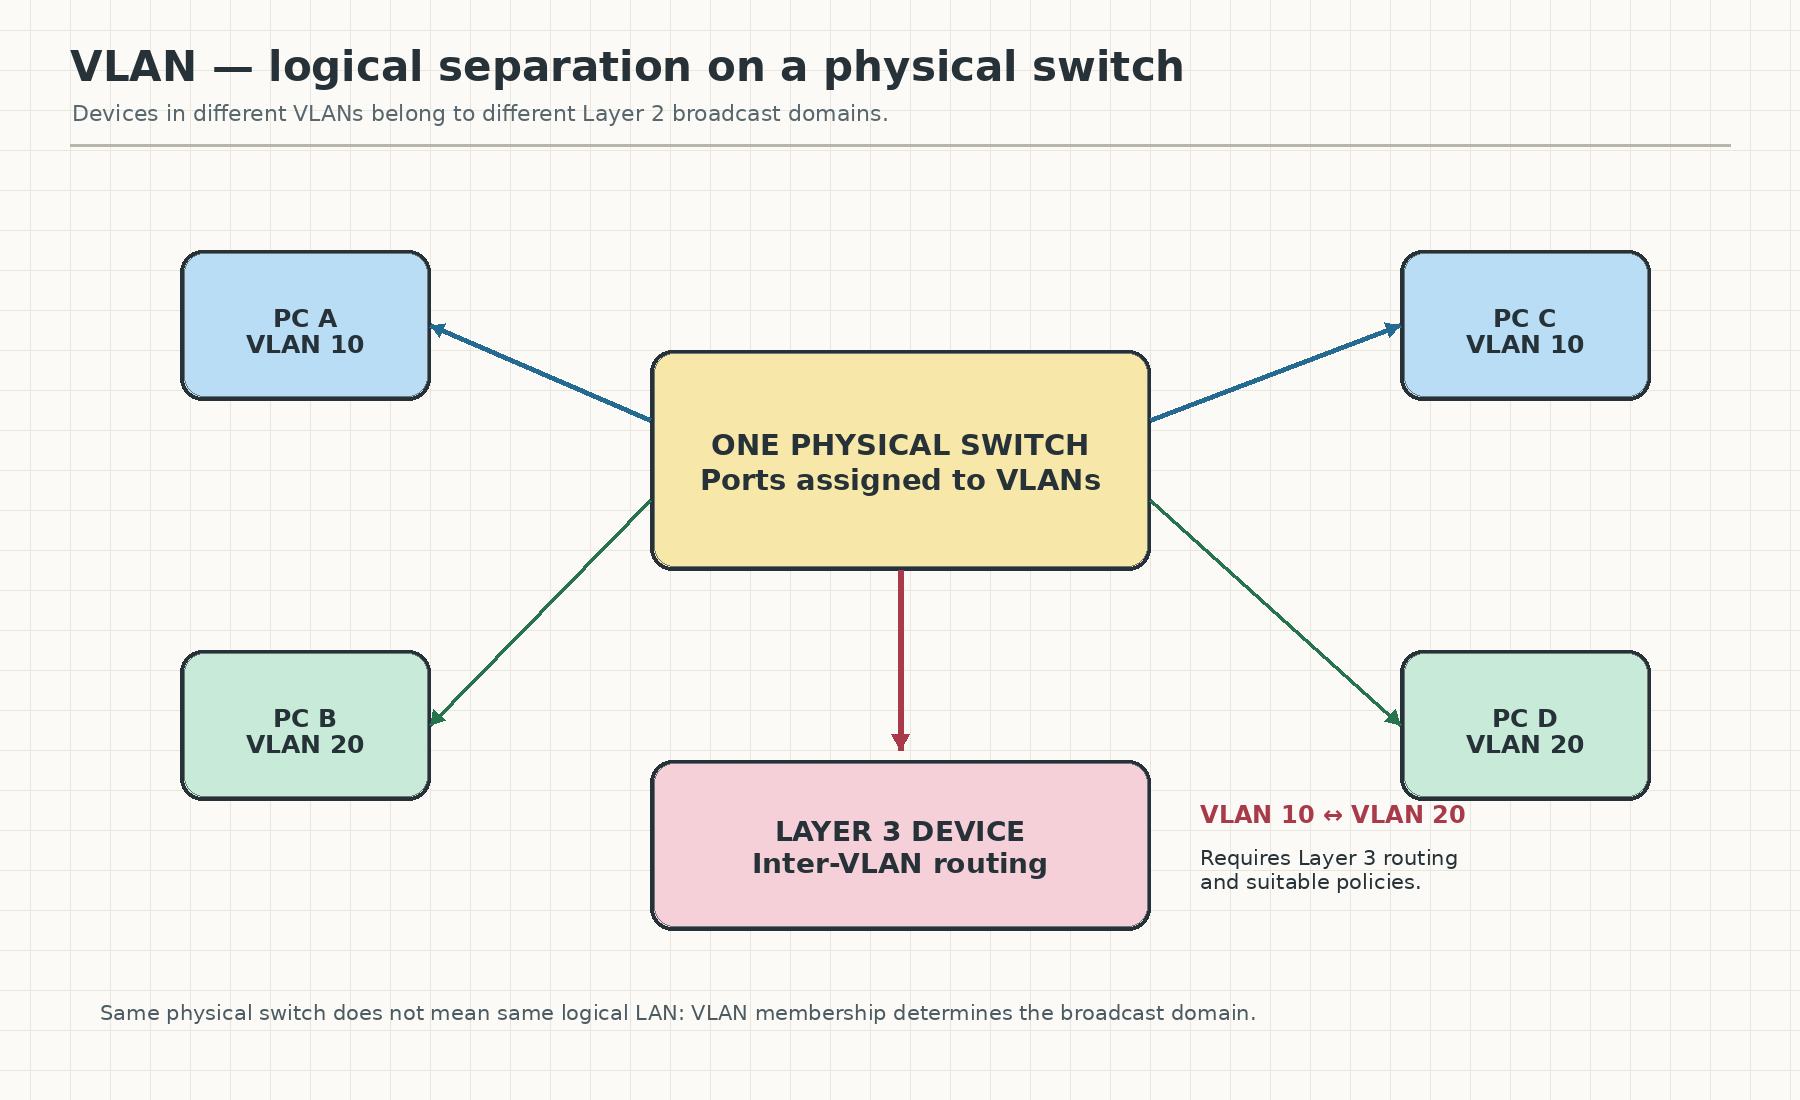 VLAN — logical separation on a physical switch
Devices in different VLANs belong to different Layer 2 broadcast domains.
PC A
VLAN 10
PC C
VLAN 10
ONE PHYSICAL SWITCH
Ports assigned to VLANs
PC B
VLAN 20
PC D
VLAN 20
LAYER 3 DEVICE
Inter-VLAN routing
VLAN 10 ↔ VLAN 20
Requires Layer 3 routing
and suitable policies.
Same physical switch does not mean same logical LAN: VLAN membership determines the broadcast domain.